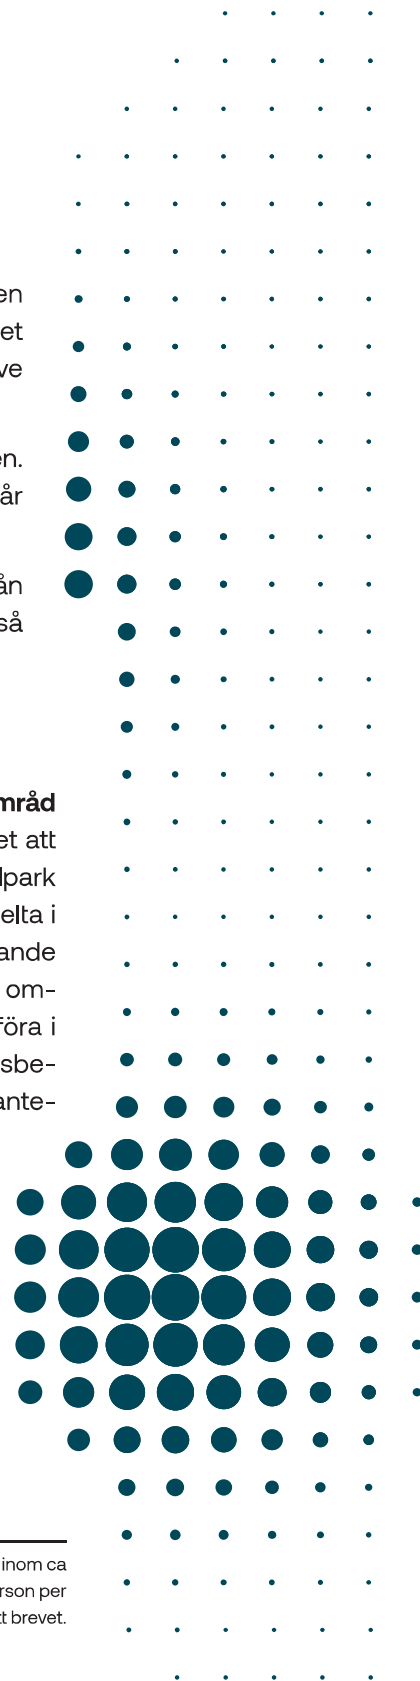 en
et
ve
en.
år
ån
så
mråd
et att
lpark
elta i
ande
om-
föra i
sbe-
ante-
inom ca
rson per
tt brevet.